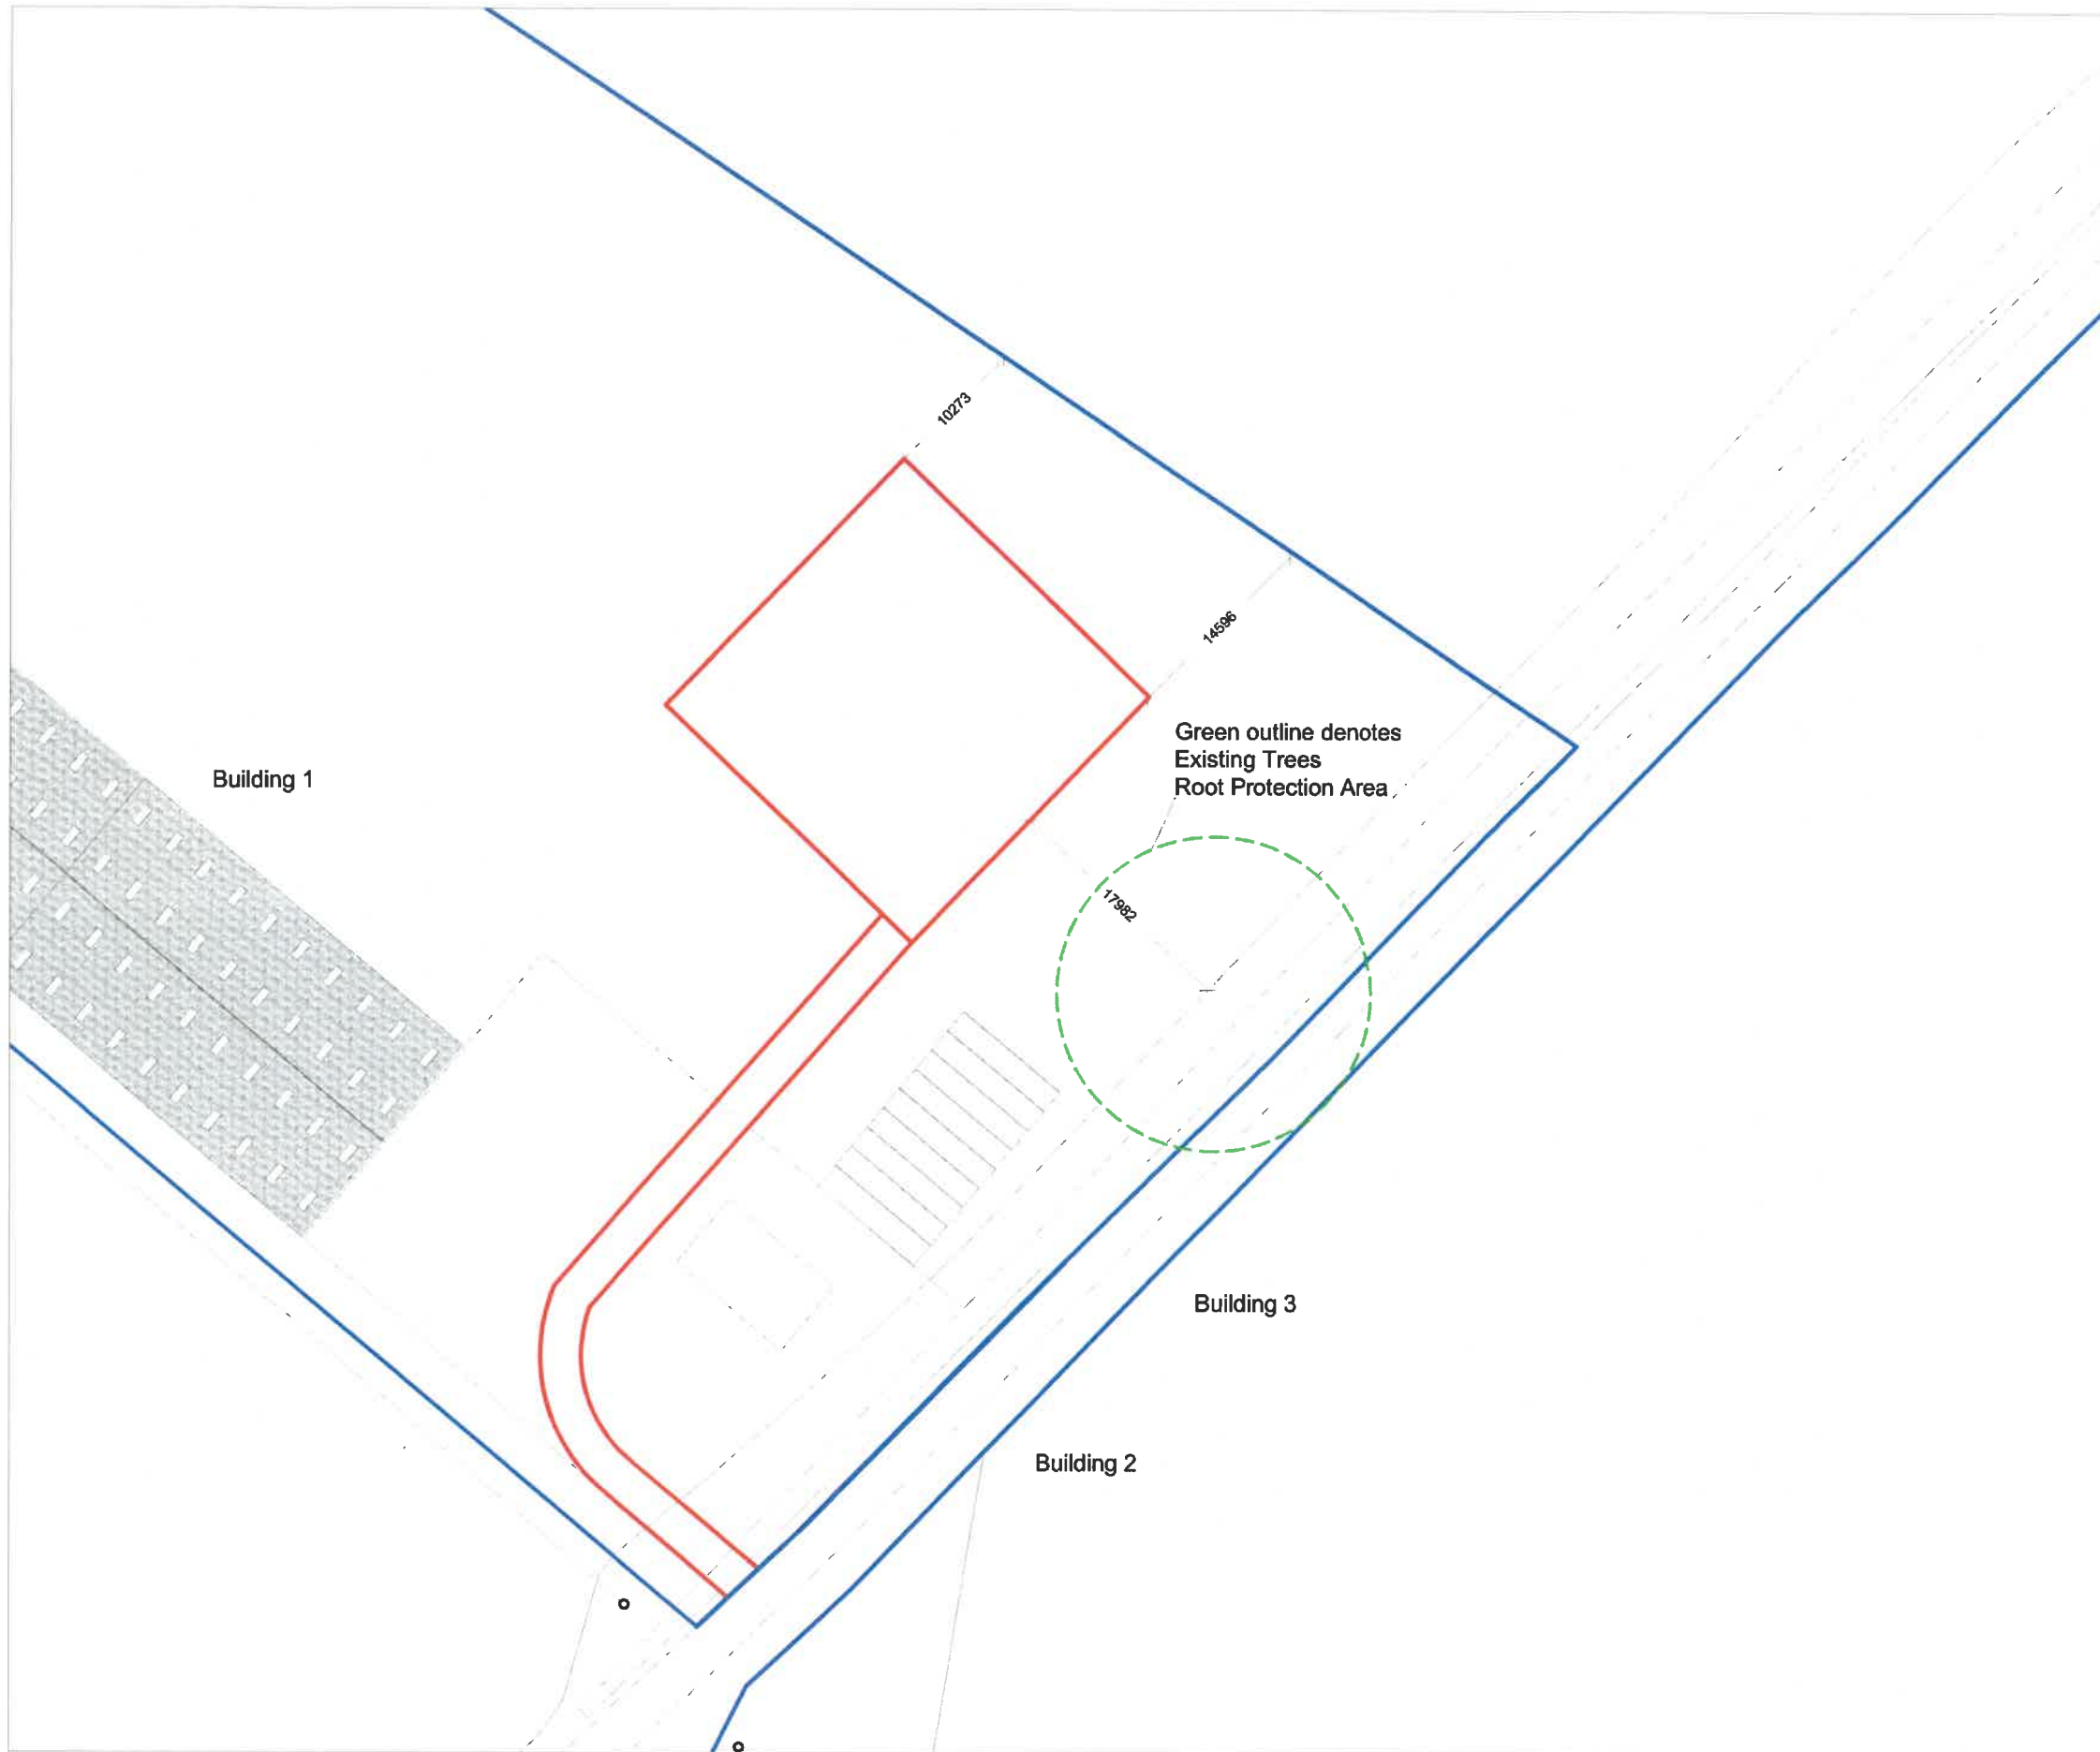 10273
14596
Green outline denotes
Existing Trees
Root Protection Area
Building 1
17982
Building 3
Building 2